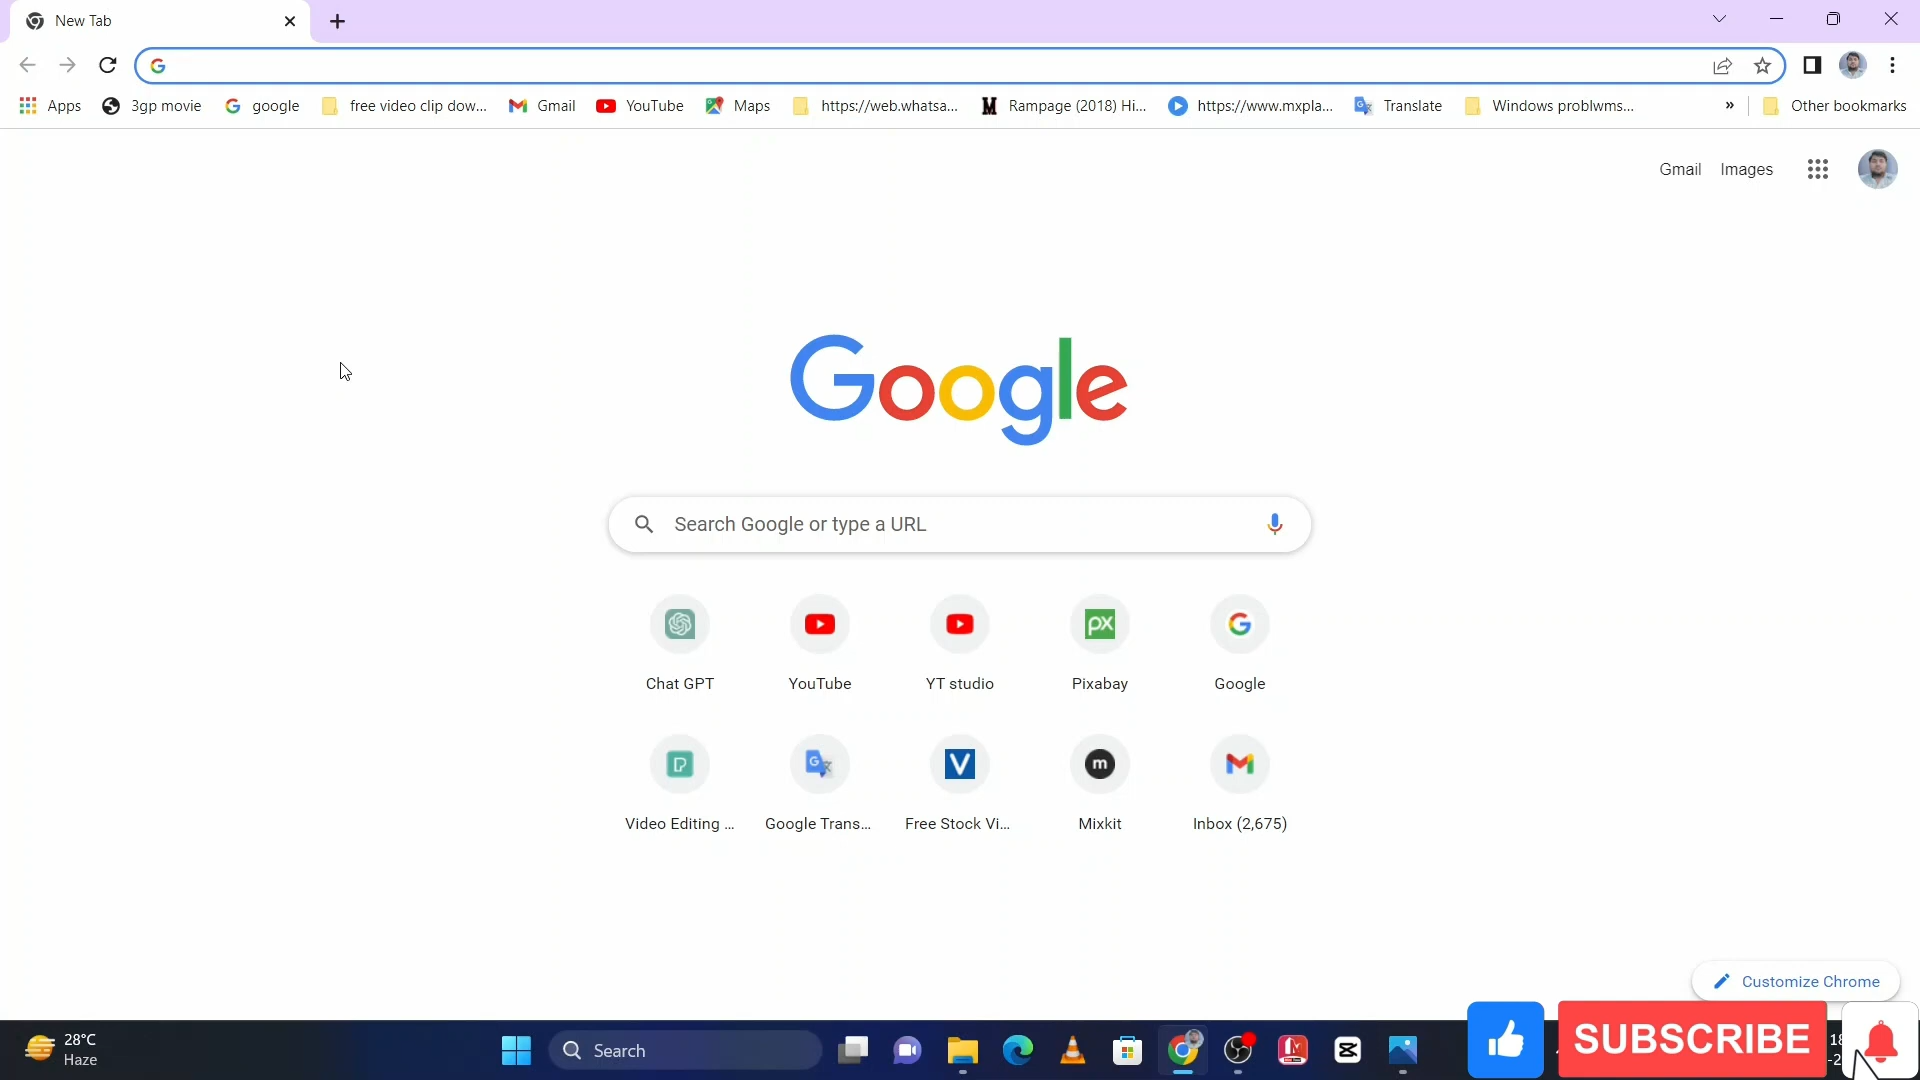 New Tab
Apps 3gp movie google free video clip dow... Gmail YouTube Maps https://web.whatsa... Rampage (2018) Hi... https://www.mxpla... Translate Windows problwms... » Other bookmarks
Gmail Images
Google
Search Google or type a URL
Chat GPT YouTube YT studio Pixabay Google
Video Editing ... Google Trans... Free Stock Vi... Mixkit Inbox (2,675)
Customize Chrome
28°C
Haze
Search
SUBSCRIBE